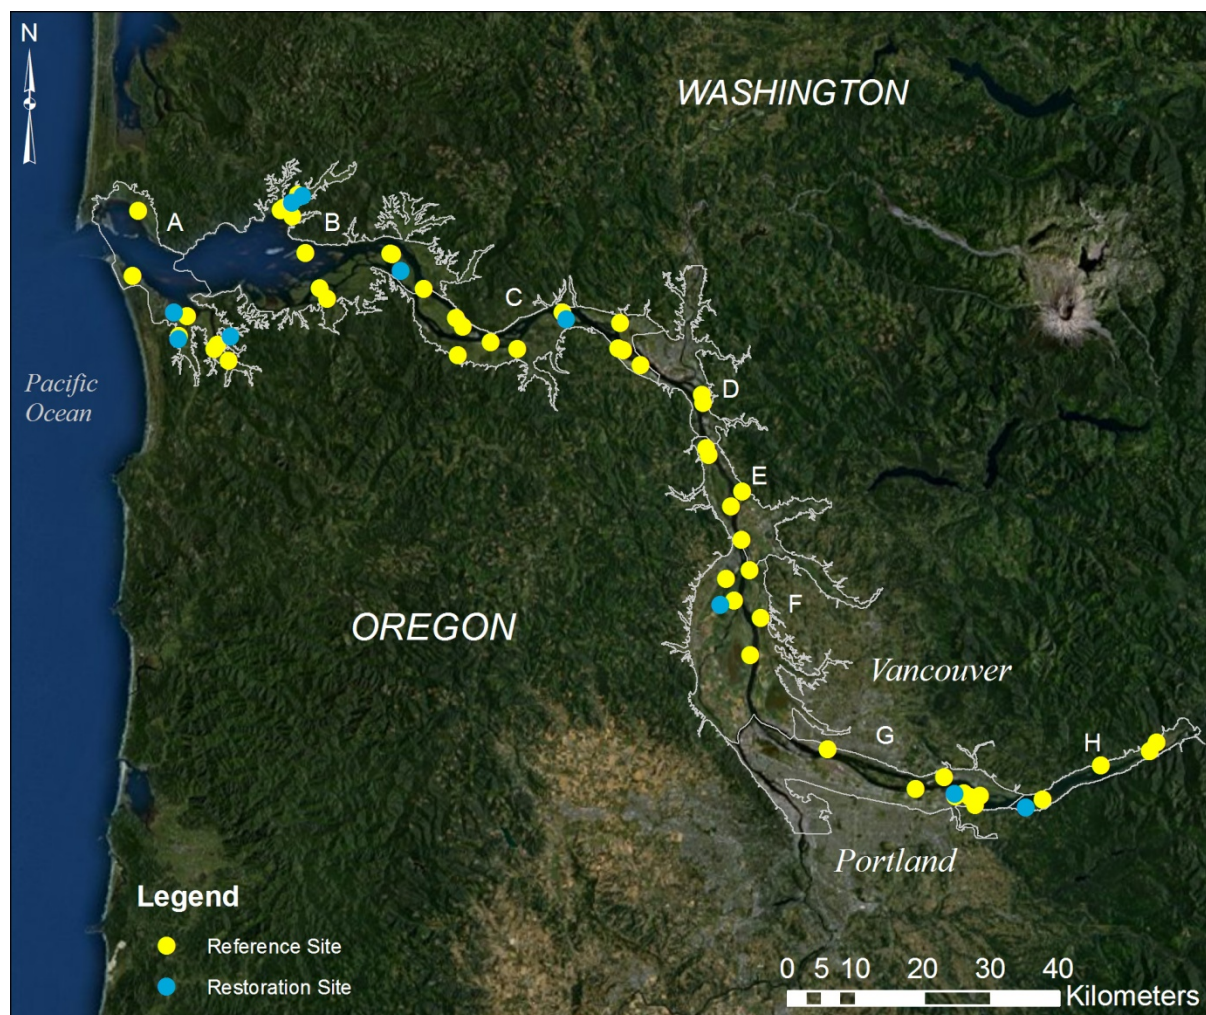 N
WASHINGTON
A
B
C
Pacific
Ocean
D
E
OREGON
F
Vancouver
G
H
Portland
Legend
Reference Site
Restoration Site
0 5 10 20 30 40
Kilometers